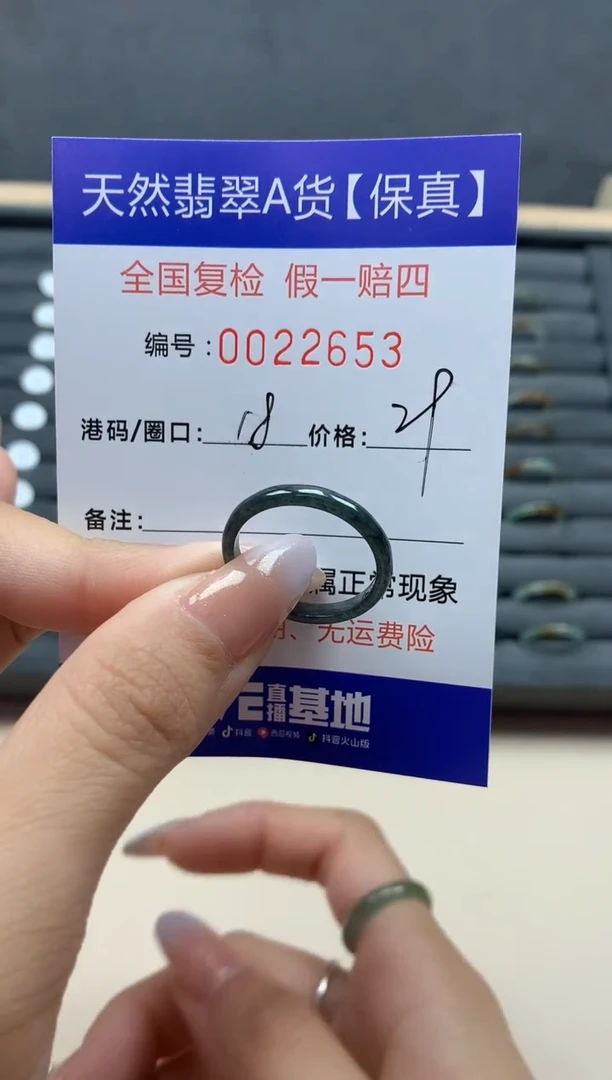 天然翡翠A货【保真】
全国复检 假一赔四
编号:0022653
港码/圈口:18 价格:29
备注:
属正常现象
、无运费险
直播基地
抖音 西瓜视频 抖音火山版